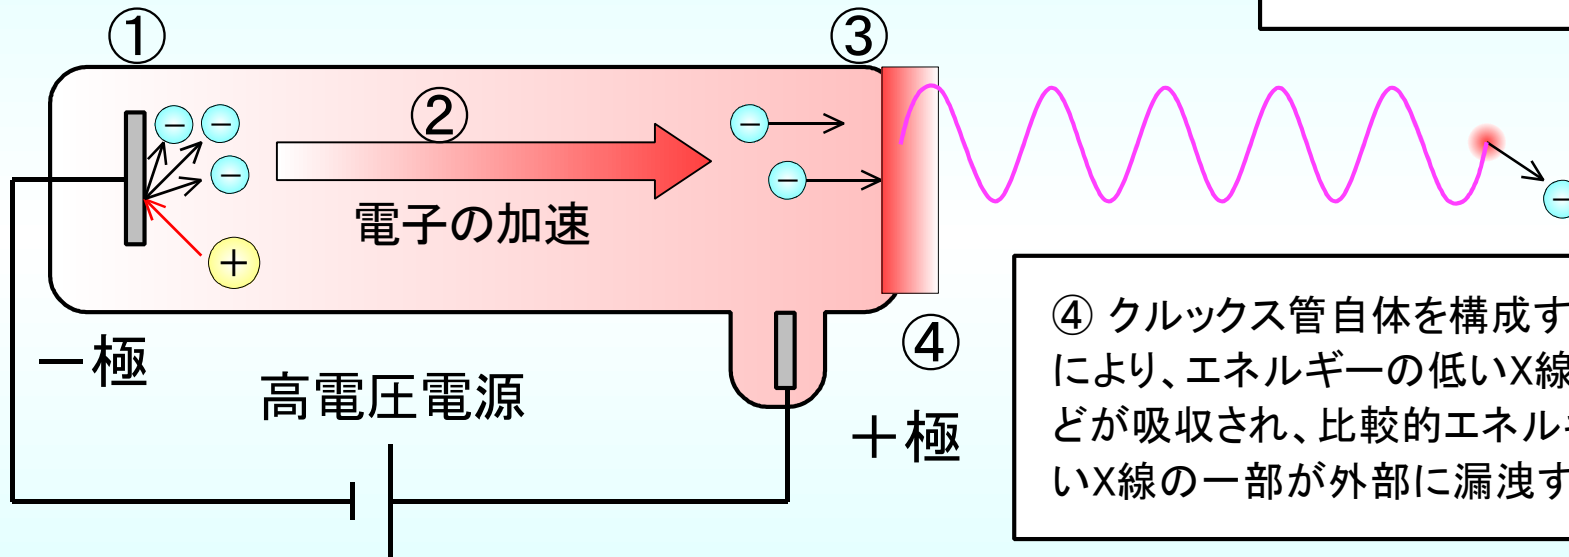 ①
③
②
電子の加速
－極
高電圧電源
＋極
④
④ クルックス管自体を構成す
により、エネルギーの低いX線
どが吸収され、比較的エネルギ
いX線の一部が外部に漏洩す